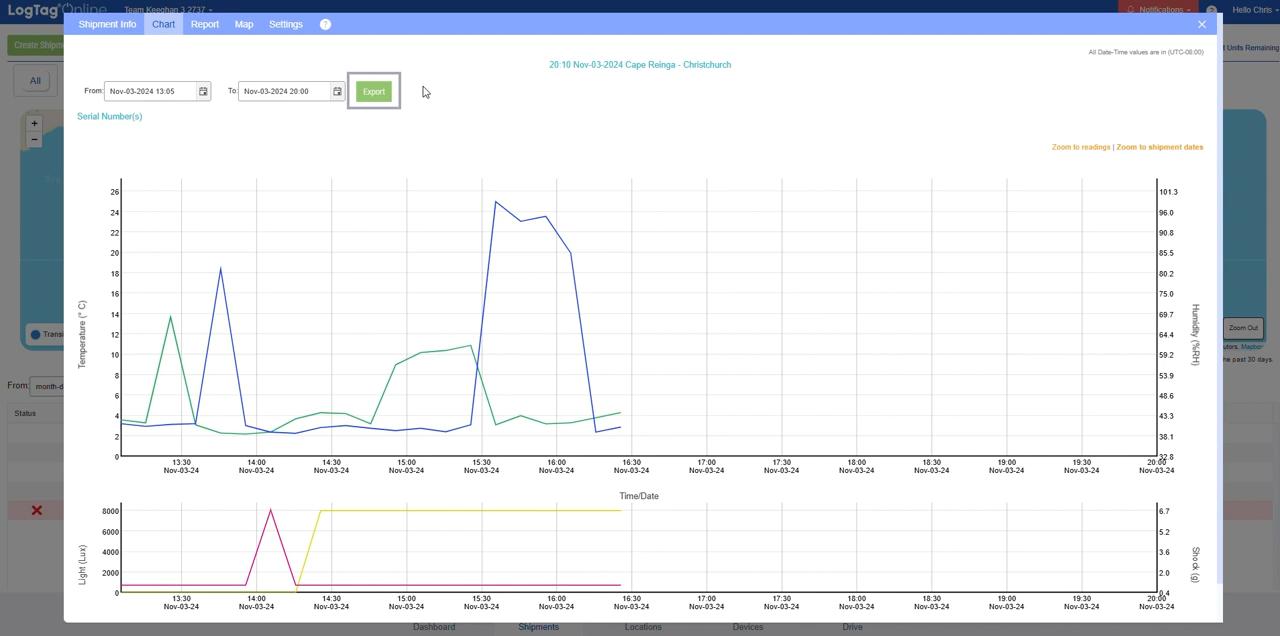 LogTag Online
Team Keeghan 3 2737
Notifications
?
Hello Chris
Shipment Info
Chart
Report
Map
Settings
?
Create Shipm
Units Remaining
All Date-Time values are in (UTC-08:00)
20:10 Nov-03-2024 Cape Reinga - Christchurch
All
From: Nov-03-2024 13:05
To: Nov-03-2024 20:00
Export
Serial Number(s)
+
−
Zoom to readings | Zoom to shipment dates
26
24
22
20
18
16
14
12
10
8
6
4
2
0
Temperature (° C)
101.3
96.0
90.8
85.5
80.2
75.0
69.7
64.4
59.2
53.9
48.6
43.3
38.1
32.8
Humidity (%RH)
13:30 14:00 14:30 15:00 15:30 16:00 16:30 17:00 17:30 18:00 18:30 19:00 19:30 20:00
Nov-03-24 Nov-03-24 Nov-03-24 Nov-03-24 Nov-03-24 Nov-03-24 Nov-03-24 Nov-03-24 Nov-03-24 Nov-03-24 Nov-03-24 Nov-03-24 Nov-03-24 Nov-03-24
Time/Date
Transi
Zoom Out
utors. Mapbox
he past 30 days.
From: month-d
Status
8000
6000
4000
2000
0
Light (Lux)
6.7
5.2
3.6
2.0
0.4
Shock (g)
13:30 14:00 14:30 15:00 15:30 16:00 16:30 17:00 17:30 18:00 18:30 19:00 19:30 20:00
Nov-03-24 Nov-03-24 Nov-03-24 Nov-03-24 Nov-03-24 Nov-03-24 Nov-03-24 Nov-03-24 Nov-03-24 Nov-03-24 Nov-03-24 Nov-03-24 Nov-03-24 Nov-03-24
Dashboard
Shipments
Locations
Devices
Drive